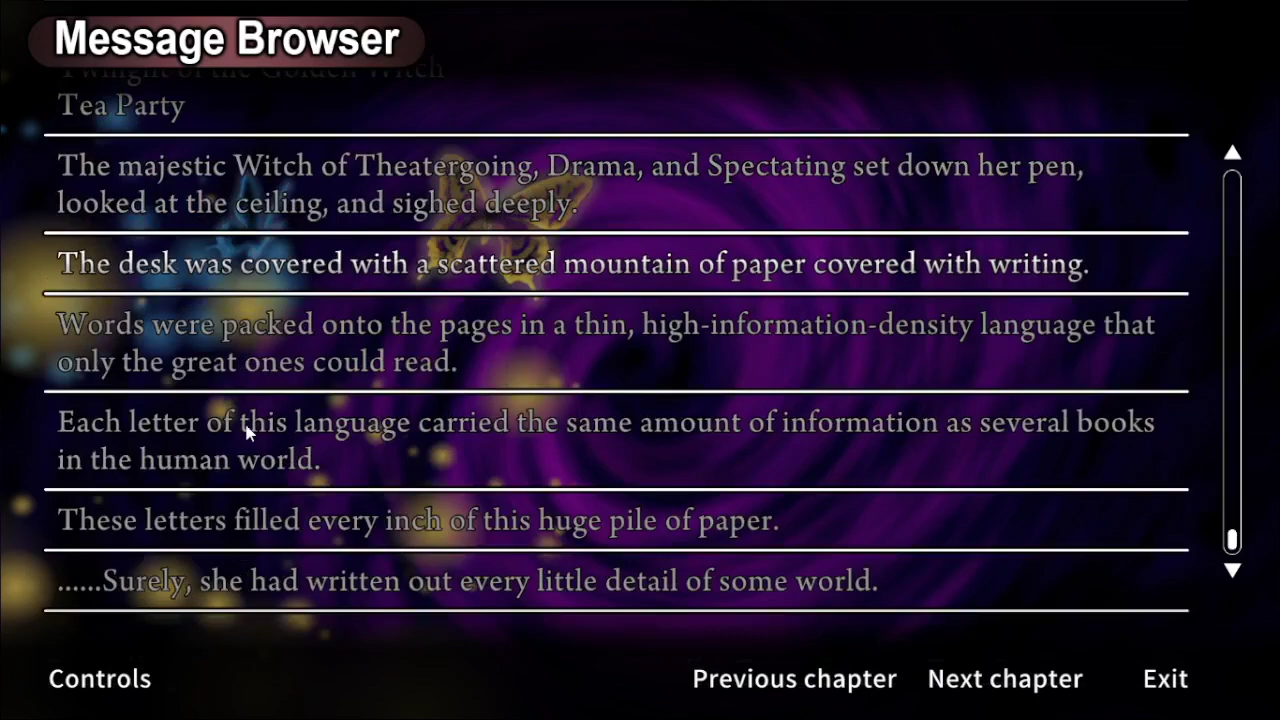 Message Browser
Twilight of the Golden Witch
Tea Party
The majestic Witch of Theatergoing, Drama, and Spectating set down her pen,
looked at the ceiling, and sighed deeply.
The desk was covered with a scattered mountain of paper covered with writing.
Words were packed onto the pages in a thin, high-information-density language that
only the great ones could read.
Each letter of this language carried the same amount of information as several books
in the human world.
These letters filled every inch of this huge pile of paper.
......Surely, she had written out every little detail of some world.
Controls
Previous chapter
Next chapter
Exit